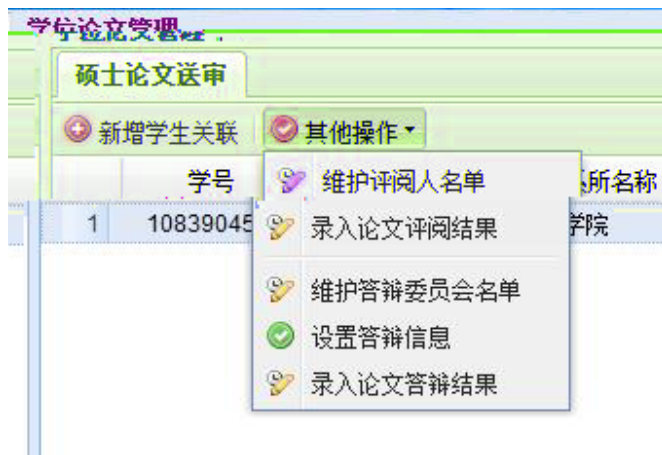 学位论文管理
硕士论文送审
新增学生关联 其他操作
学号 所名称
维护评阅人名单
1 10839045 学院
录入论文评阅结果
维护答辩委员会名单
设置答辩信息
录入论文答辩结果